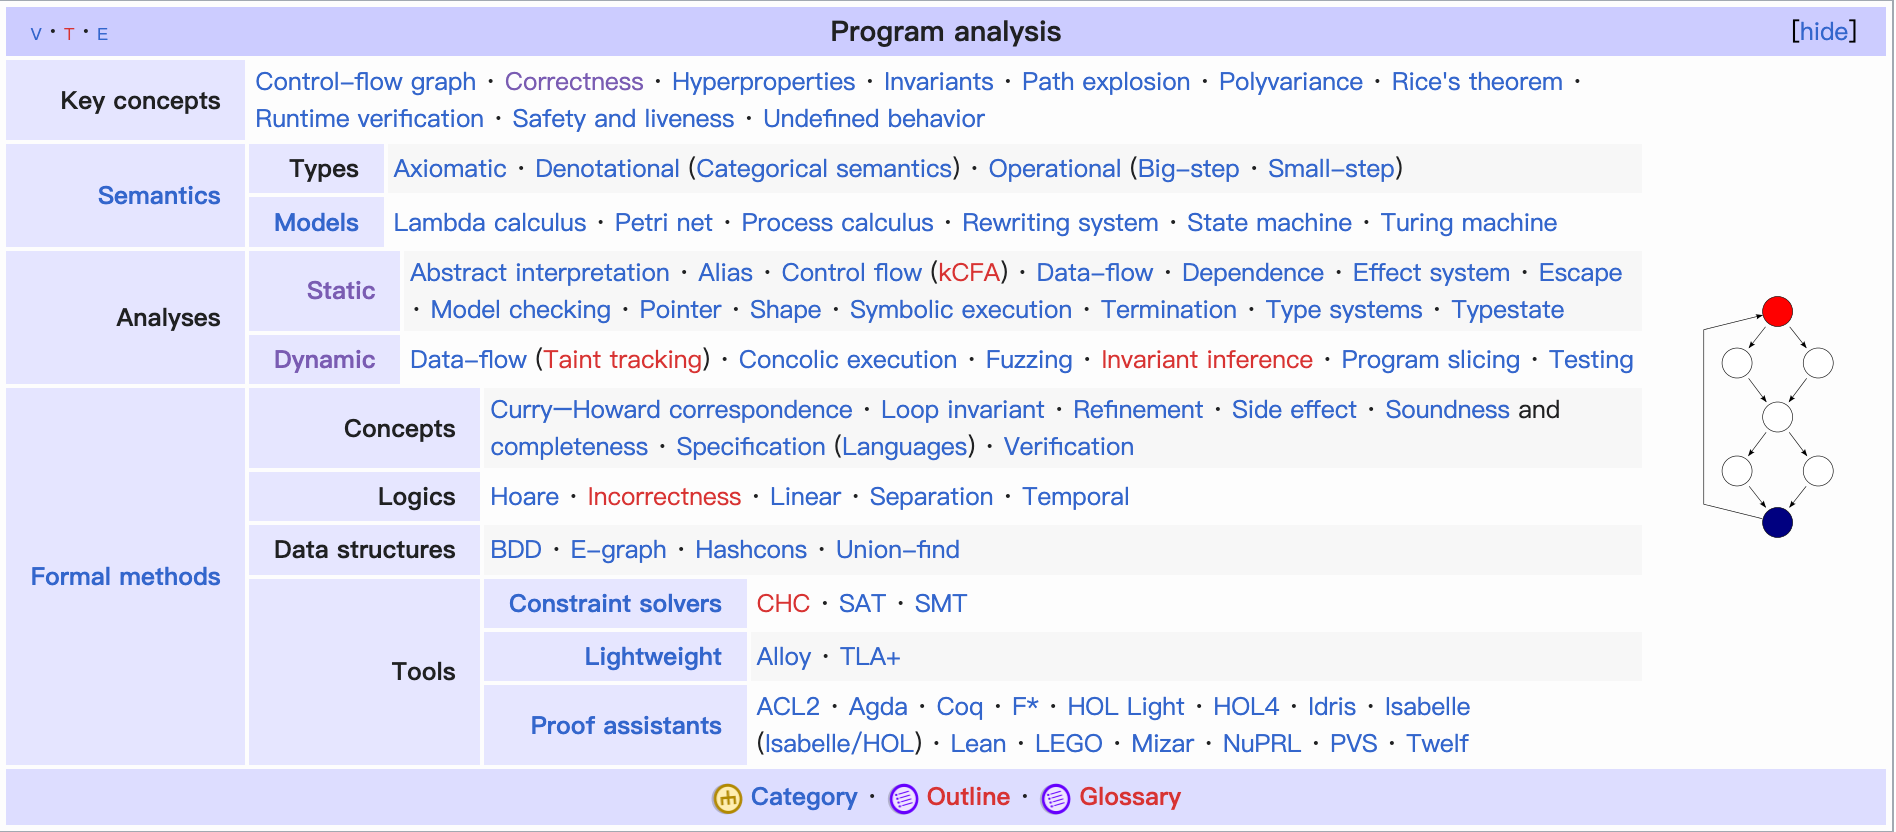 V · T · E
Program analysis
[hide]
Key concepts
Control-flow graph · Correctness · Hyperproperties · Invariants · Path explosion · Polyvariance · Rice's theorem ·
Runtime verification · Safety and liveness · Undefined behavior
Semantics
Types
Axiomatic · Denotational (Categorical semantics) · Operational (Big-step · Small-step)
Models
Lambda calculus · Petri net · Process calculus · Rewriting system · State machine · Turing machine
Analyses
Static
Abstract interpretation · Alias · Control flow (kCFA) · Data-flow · Dependence · Effect system · Escape
· Model checking · Pointer · Shape · Symbolic execution · Termination · Type systems · Typestate
Dynamic
Data-flow (Taint tracking) · Concolic execution · Fuzzing · Invariant inference · Program slicing · Testing
Formal methods
Concepts
Curry—Howard correspondence · Loop invariant · Refinement · Side effect · Soundness and
completeness · Specification (Languages) · Verification
Logics
Hoare · Incorrectness · Linear · Separation · Temporal
Data structures
BDD · E-graph · Hashcons · Union-find
Tools
Constraint solvers
CHC · SAT · SMT
Lightweight
Alloy · TLA+
Proof assistants
ACL2 · Agda · Coq · F* · HOL Light · HOL4 · Idris · Isabelle
(Isabelle/HOL) · Lean · LEGO · Mizar · NuPRL · PVS · Twelf
Category · Outline · Glossary